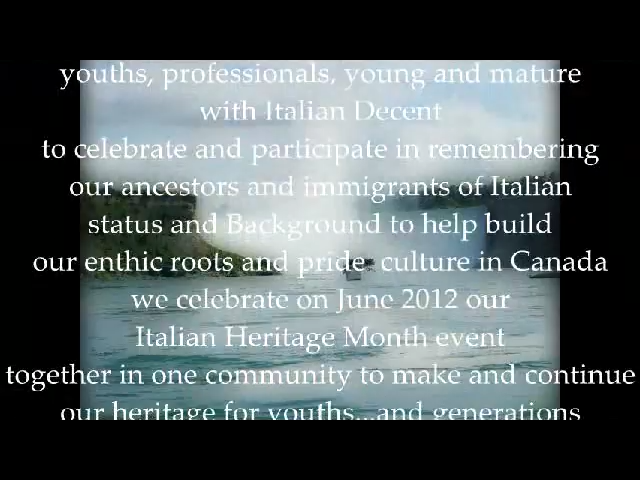 youths, professionals, young and mature
with Italian Decent
to celebrate and participate in remembering
our ancestors and immigrants of Italian
status and Background to help build
our enthic roots and pride  culture in Canada
we celebrate on June 2012 our
Italian Heritage Month event
together in one community to make and continue
our heritage for youths...and generations